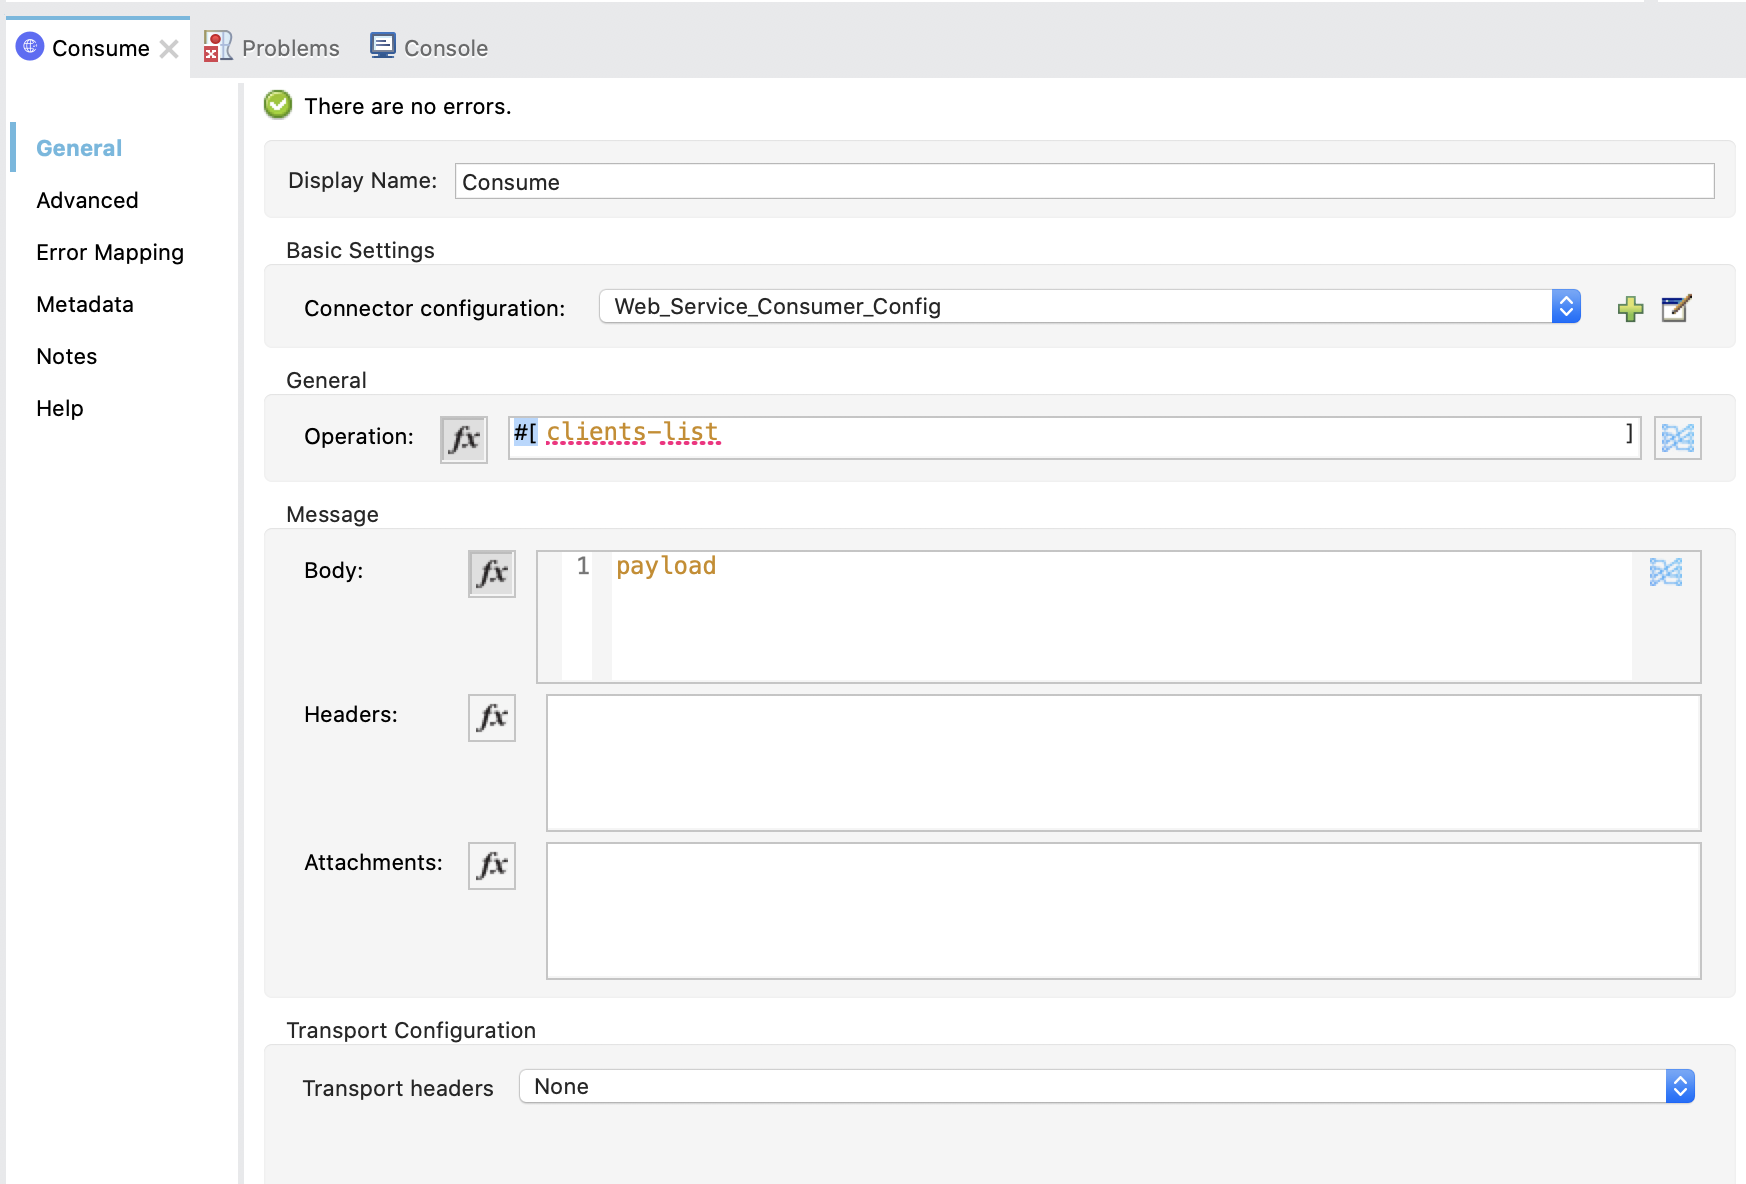 Consume Problems Console
There are no errors.
General
Display Name: Consume
Advanced
Basic Settings
Error Mapping
Connector configuration: Web_Service_Consumer_Config
Metadata
Notes
General
Help
Operation: fx #[ clients-list ]
Message
Body: fx 1 payload
Headers: fx
Attachments: fx
Transport Configuration
Transport headers None